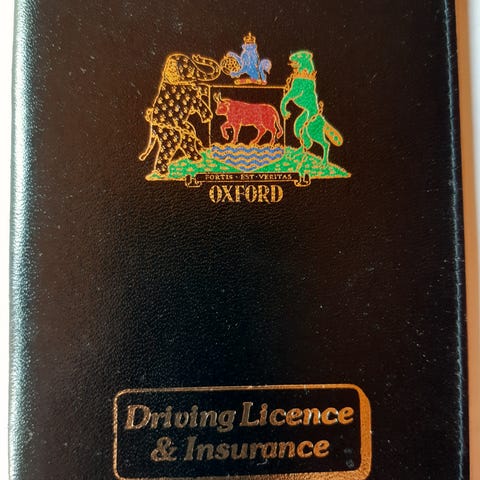 FORTIS · EST · VERITAS
OXFORD
Driving Licence
& Insurance